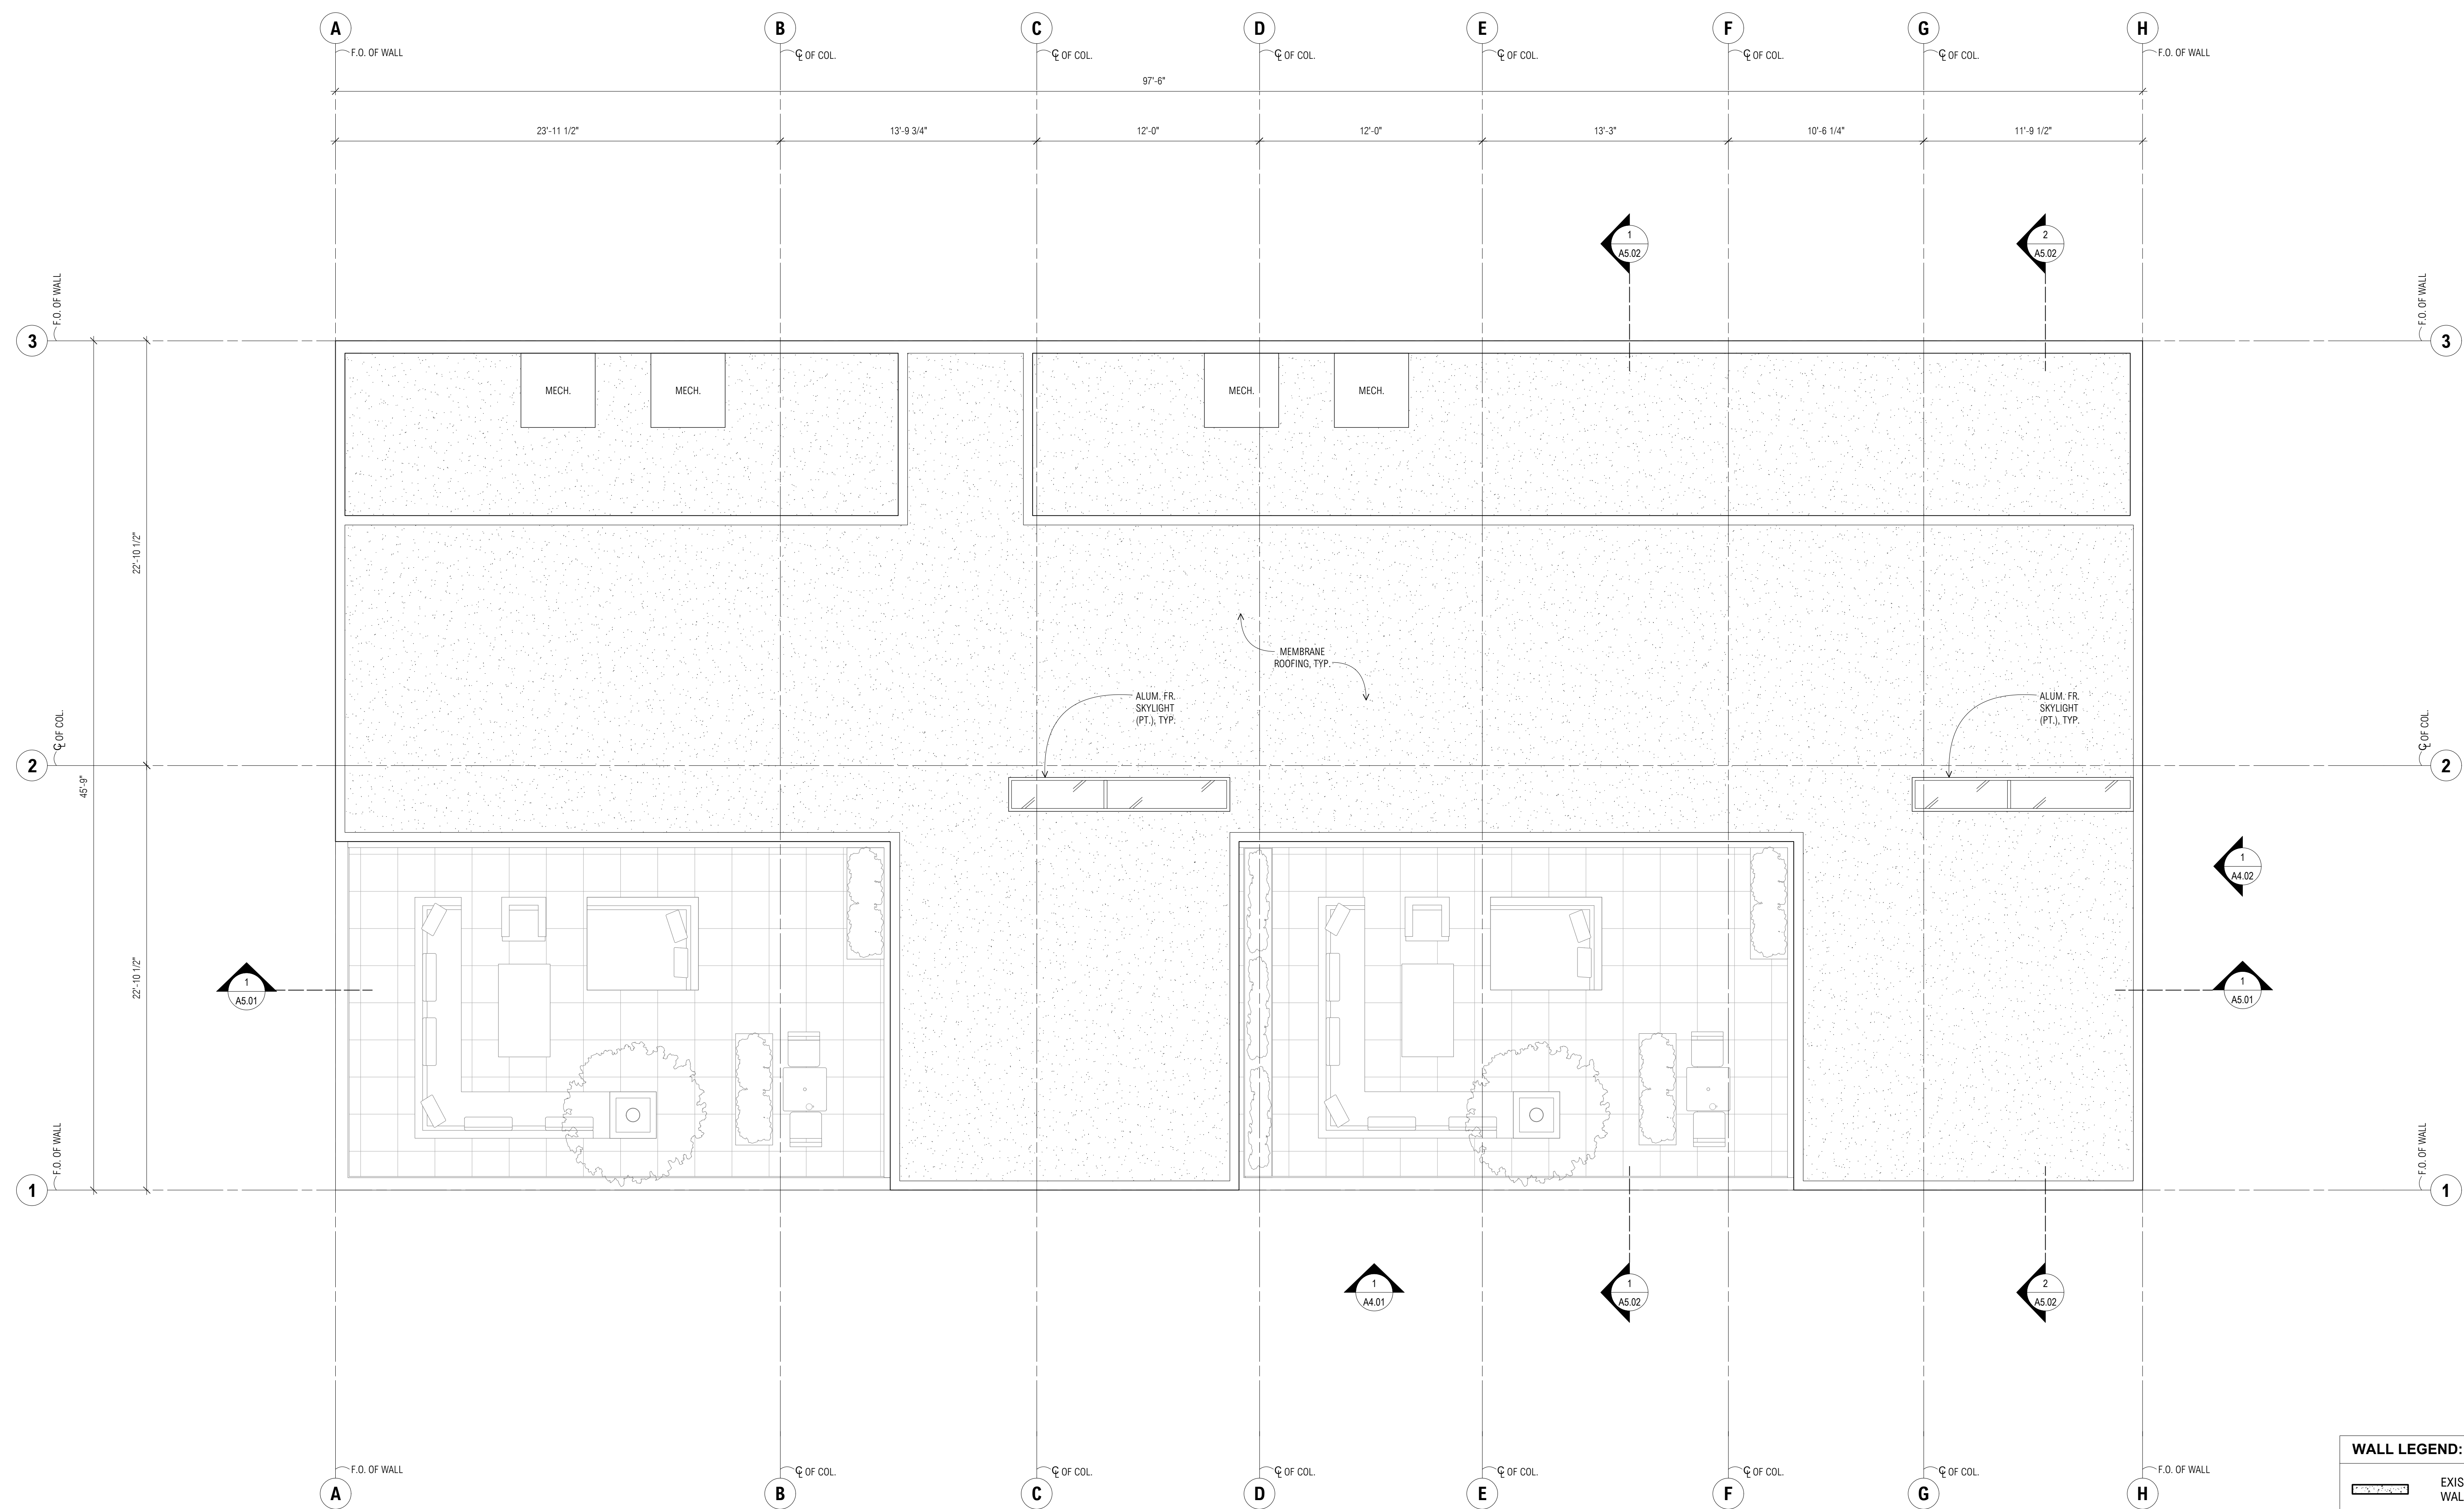 A B C D E F G H
F.O. OF WALL
℄ OF COL.
℄ OF COL.
℄ OF COL.
℄ OF COL.
℄ OF COL.
℄ OF COL.
F.O. OF WALL
97'-6"
23'-11 1/2"
13'-9 3/4"
12'-0"
12'-0"
13'-3"
10'-6 1/4"
11'-9 1/2"
1
A5.02
2
A5.02
F.O. OF WALL
F.O. OF WALL
3
3
MECH.
MECH.
MECH.
MECH.
22'-10 1/2"
MEMBRANE
ROOFING, TYP.
ALUM. FR.
SKYLIGHT
(PT.), TYP.
ALUM. FR.
SKYLIGHT
(PT.), TYP.
℄ OF COL.
℄ OF COL.
2
2
45'-9"
1
A4.02
22'-10 1/2"
1
A5.01
1
A5.01
F.O. OF WALL
F.O. OF WALL
1
1
1
A4.01
1
A5.02
2
A5.02
F.O. OF WALL
℄ OF COL.
℄ OF COL.
℄ OF COL.
℄ OF COL.
℄ OF COL.
℄ OF COL.
F.O. OF WALL
A B C D E F G H
WALL LEGEND:
EXIS
WAL